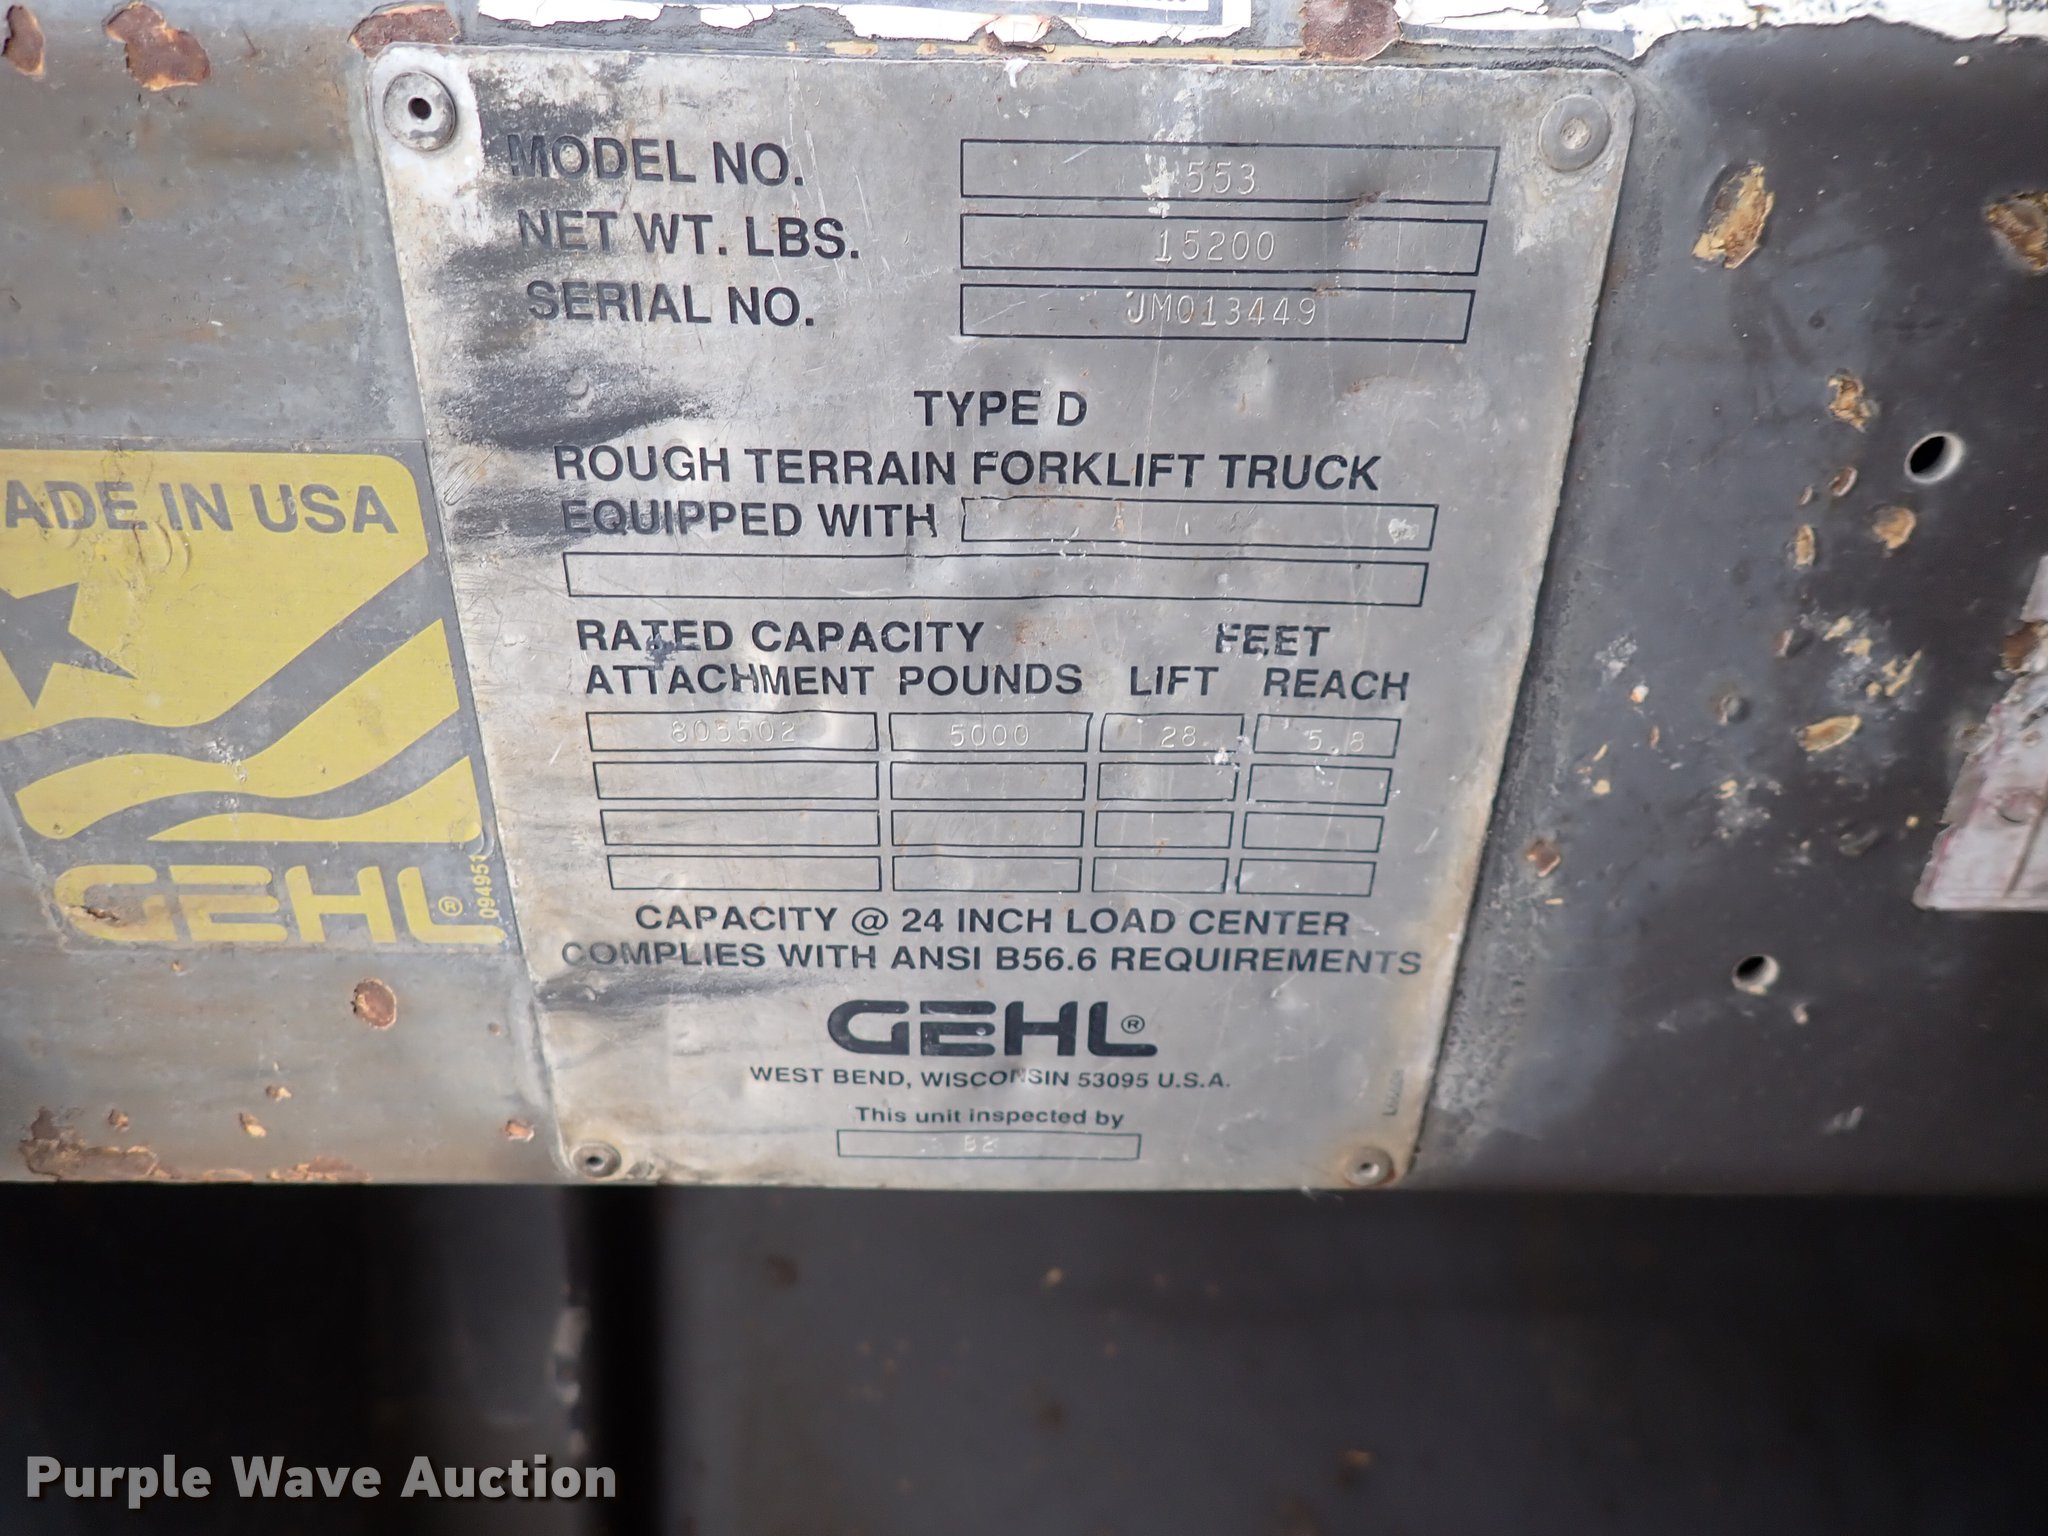 MODEL NO. 553
NET WT. LBS. 15200
SERIAL NO. JM013449
TYPE D
ROUGH TERRAIN FORKLIFT TRUCK
EQUIPPED WITH
RATED CAPACITY FEET
ATTACHMENT POUNDS LIFT REACH
805502 5000 28 5.8
CAPACITY @ 24 INCH LOAD CENTER
COMPLIES WITH ANSI B56.6 REQUIREMENTS
GEHL®
WEST BEND, WISCONSIN 53095 U.S.A.
This unit inspected by
82
ADE IN USA
GEHL®
094951
Purple Wave Auction